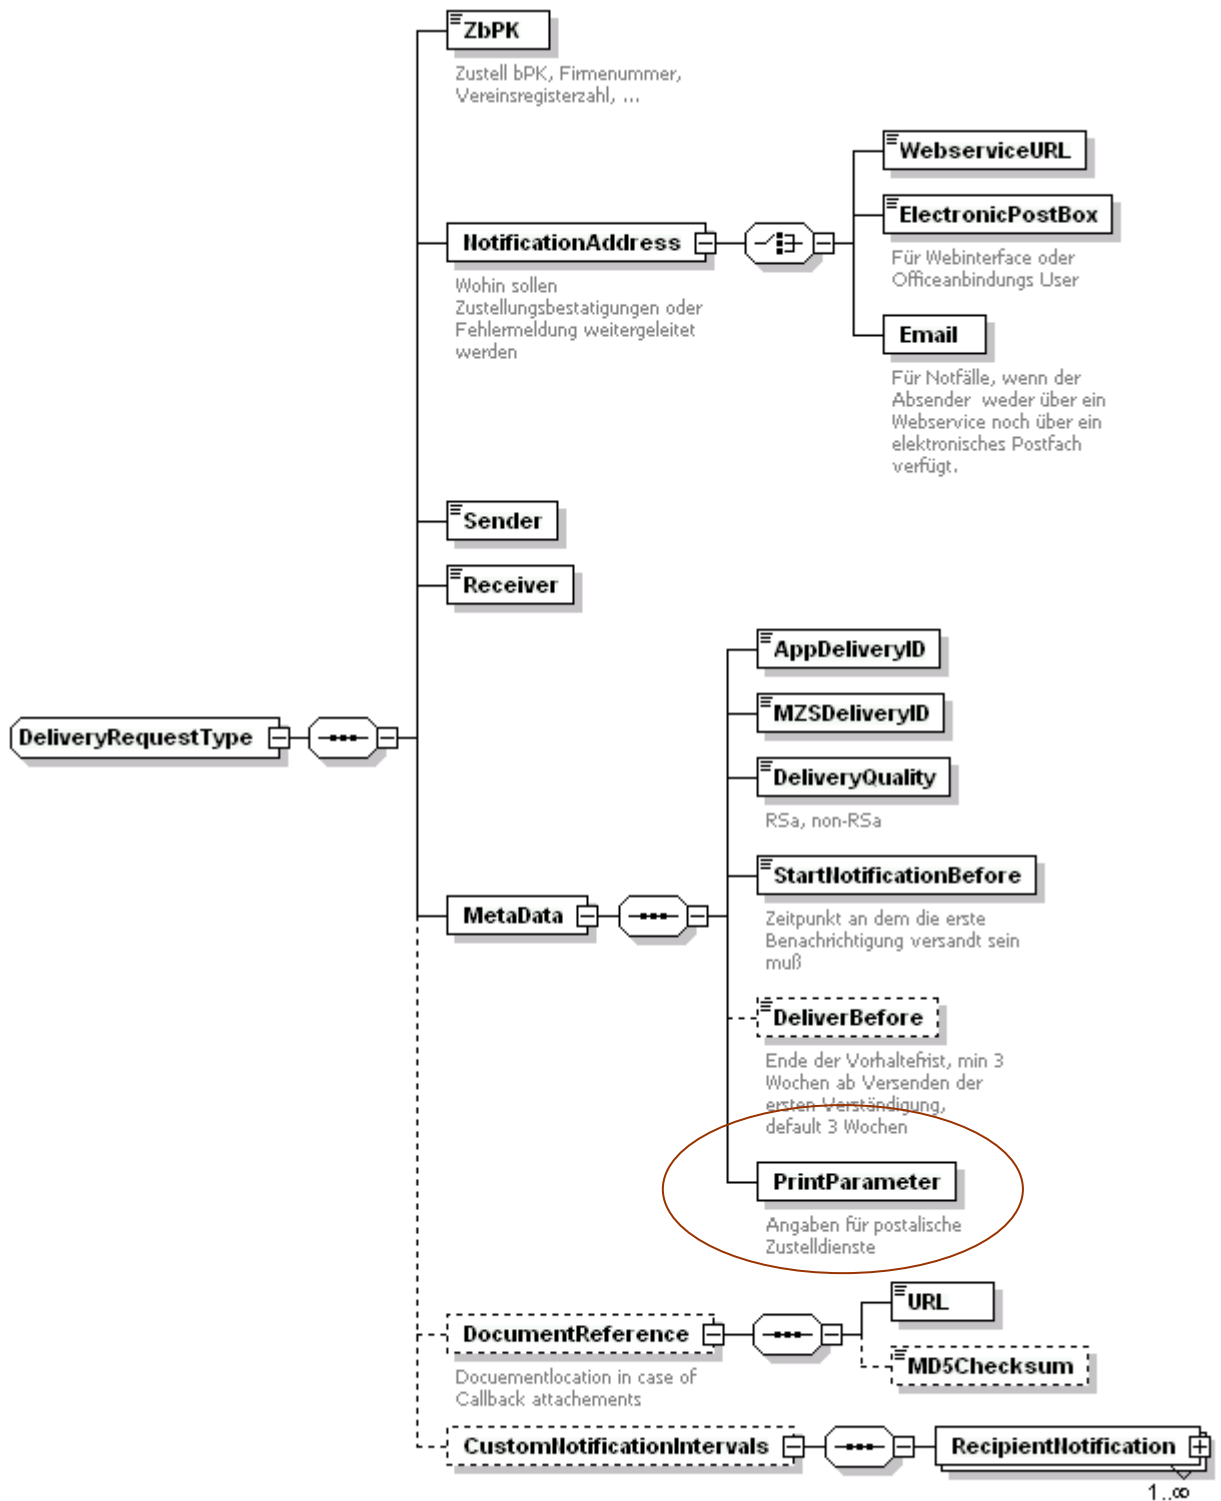 ZbPK
Zustell bPK, Firmenummer,
Vereinsregisterzahl, ...
WebserviceURL
ElectronicPostBox
Für Webinterface oder
Officeanbindungs User
NotificationAddress
Wohin sollen
Zustellungsbestatigungen oder
Fehlermeldung weitergeleitet
werden
Email
Für Notfälle, wenn der
Absender weder über ein
Webservice noch über ein
elektronisches Postfach
verfügt.
Sender
Receiver
DeliveryRequestType
AppDeliveryID
MZSDeliveryID
DeliveryQuality
RSa, non-RSa
StartNotificationBefore
Zeitpunkt an dem die erste
Benachrichtigung versandt sein
muß
MetaData
DeliverBefore
Ende der Vorhaltefrist, min 3
Wochen ab Versenden der
ersten Verständigung,
default 3 Wochen
PrintParameter
Angaben für postalische
Zustelldienste
DocumentReference
Docuementlocation in case of
Callback attachements
URL
MD5Checksum
CustomNotificationIntervals
RecipientNotification
1..∞